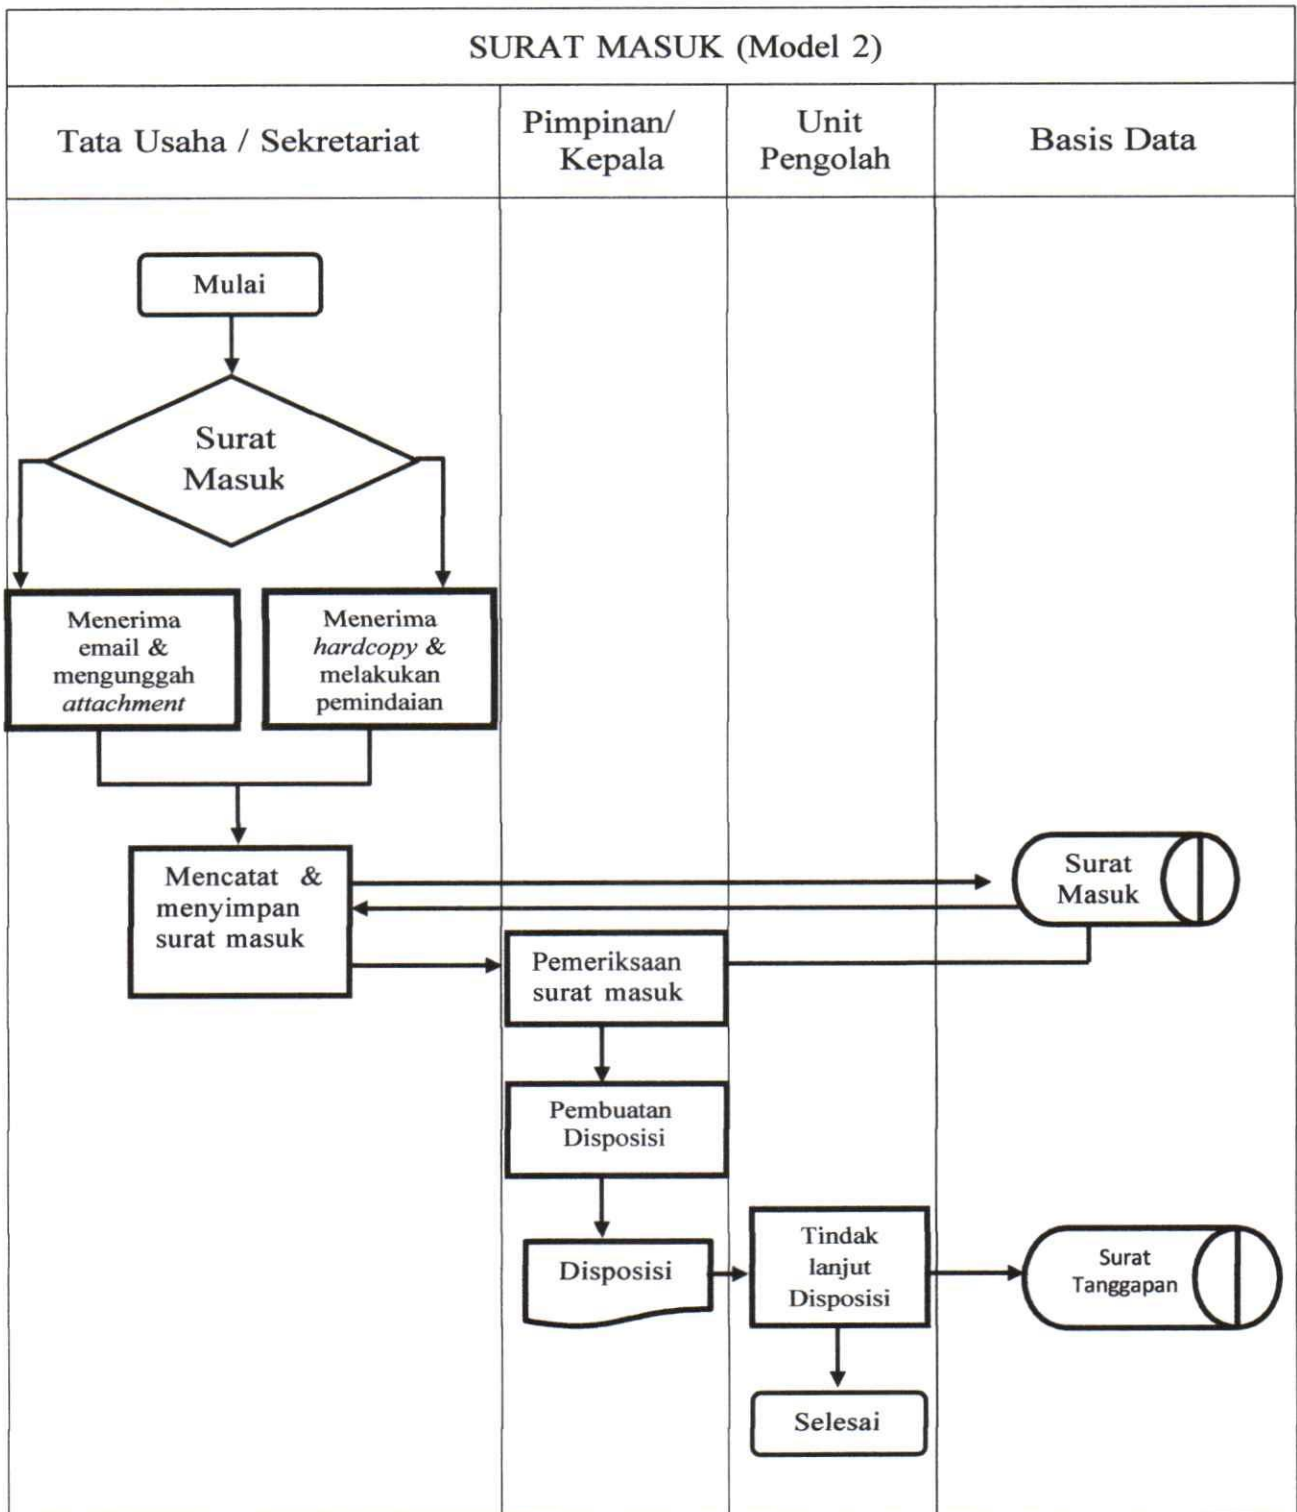 SURAT MASUK (Model 2)
Tata Usaha / Sekretariat
Pimpinan/
Kepala
Unit
Pengolah
Basis Data
Mulai
Surat
Masuk
Menerima
email &
mengunggah
attachment
Menerima
hardcopy &
melakukan
pemindaian
Mencatat &
menyimpan
surat masuk
Surat
Masuk
Pemeriksaan
surat masuk
Pembuatan
Disposisi
Disposisi
Tindak
lanjut
Disposisi
Surat
Tanggapan
Selesai